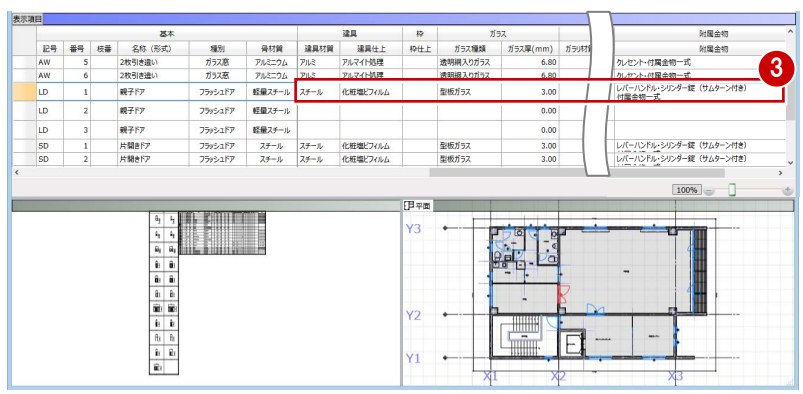 表示項目
基本 建具 枠 ガラス 附属金物
記号 番号 枝番 名称（形式） 種別 骨材質 建具材質 建具仕上 枠仕上 ガラス種類 ガラス厚(mm) ガラリ材質 附属金物
AW 5 2枚引き違い ガラス窓 アルミニウム アルミ アルマイト処理 透明網入りガラス 6.80 クレセント・付属金物一式
AW 6 2枚引き違い ガラス窓 アルミニウム アルミ アルマイト処理 透明網入りガラス 6.80 クレセント・付属金物一式
3
LD 1 親子ドア フラッシュドア 軽量スチール スチール 化粧塩ビフィルム 型板ガラス 3.00 レバーハンドル・シリンダー錠（サムターン付き）
付属金物一式
LD 2 親子ドア フラッシュドア 軽量スチール 0.00
LD 3 親子ドア フラッシュドア 軽量スチール 0.00
SD 1 片開きドア フラッシュドア スチール スチール 化粧塩ビフィルム 型板ガラス 3.00 レバーハンドル・シリンダー錠（サムターン付き）
SD 2 片開きドア フラッシュドア スチール スチール 化粧塩ビフィルム 型板ガラス 3.00 レバーハンドル・シリンダー錠（サムターン付き）
100%
平面
Y3
Y2
Y1
X1 X2 X3